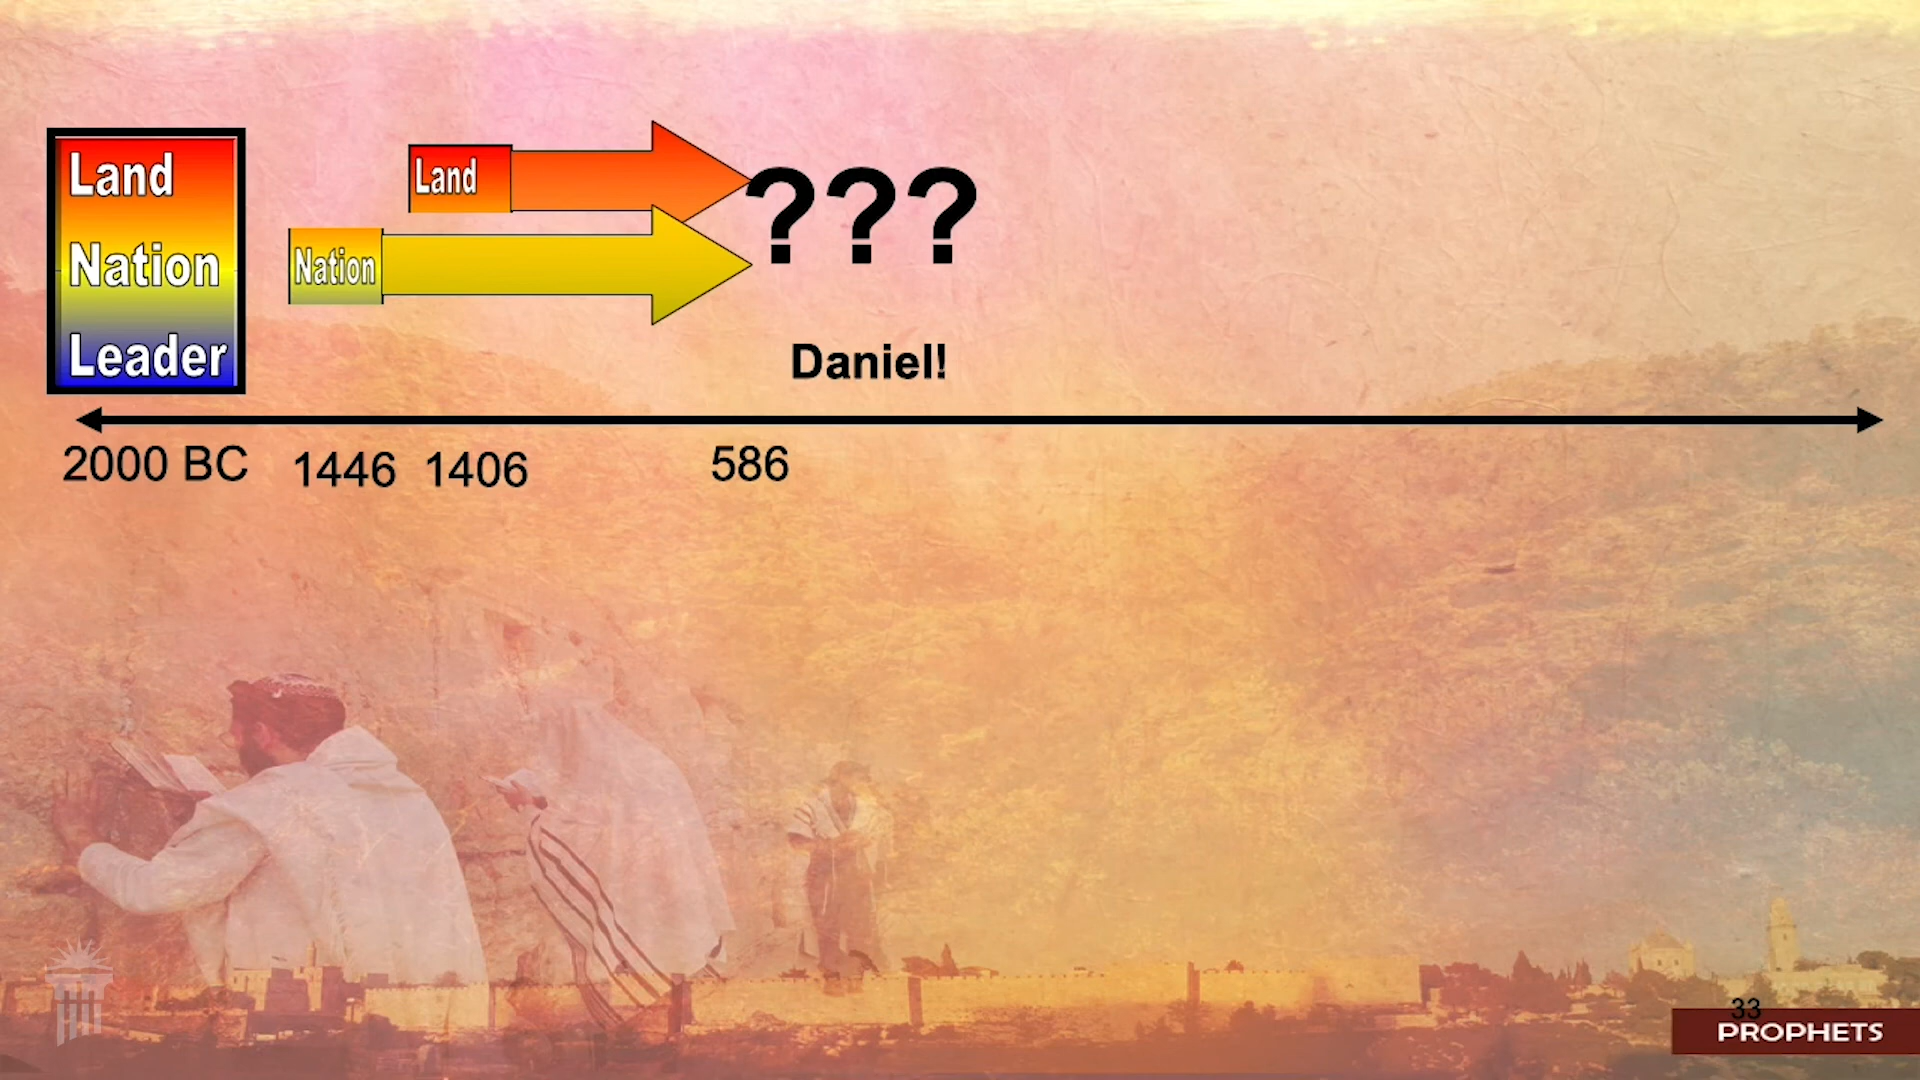 Land
Nation
Leader
Land
Nation
???
Daniel!
2000 BC
1446
1406
586
33
PROPHETS